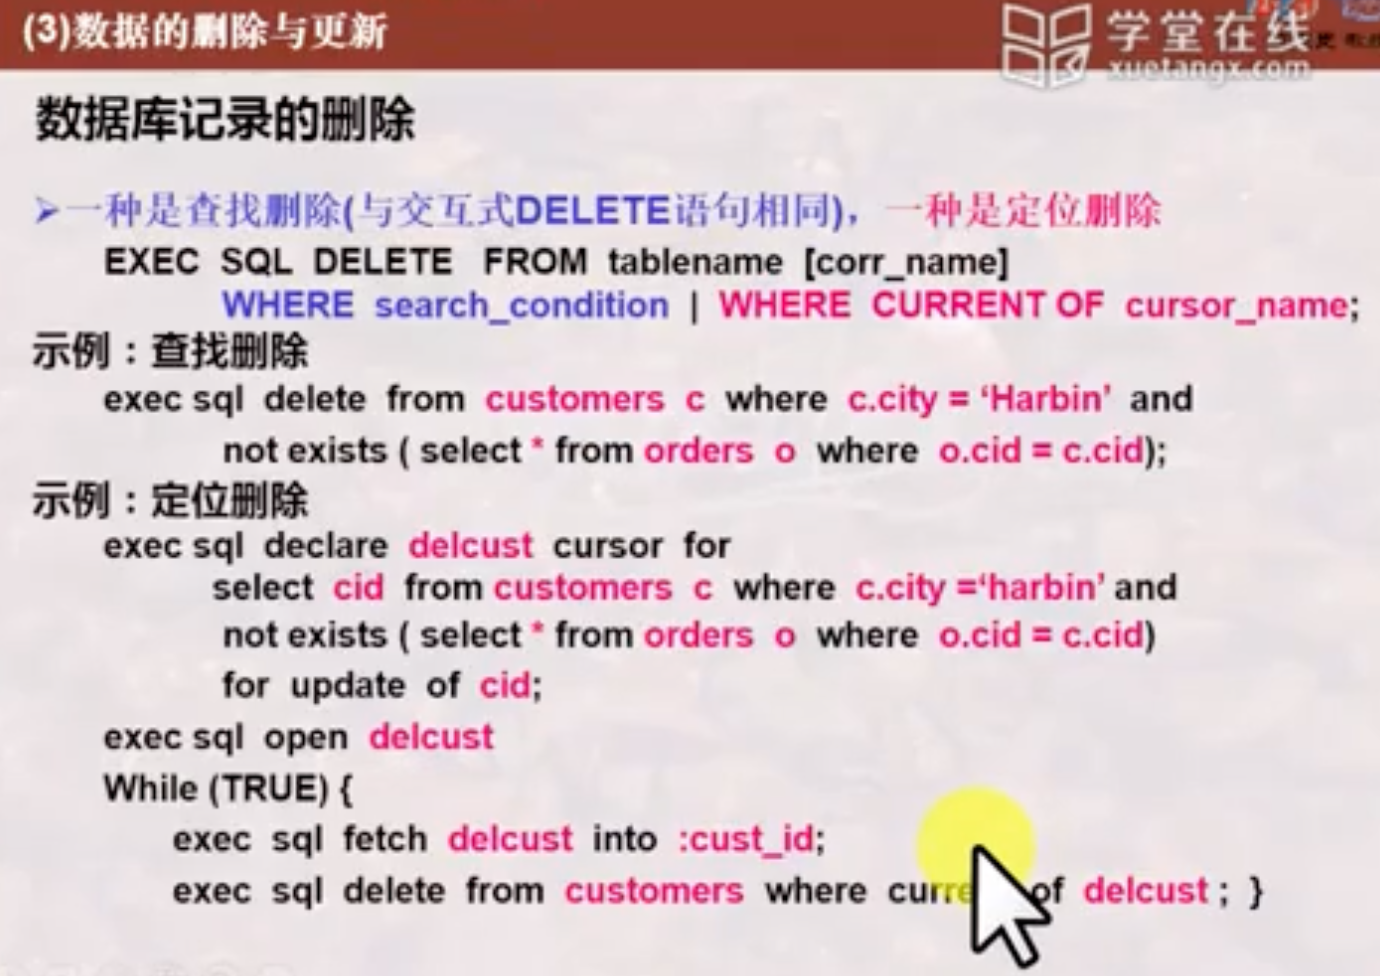 (3)数据的删除与更新
学堂在线
xuetangx.com
数据库记录的删除
➢一种是查找删除(与交互式DELETE语句相同)，一种是定位删除
EXEC SQL DELETE FROM tablename [corr_name]
WHERE search_condition | WHERE CURRENT OF cursor_name;
示例：查找删除
exec sql delete from customers c where c.city = ‘Harbin’ and
not exists ( select * from orders o where o.cid = c.cid);
示例：定位删除
exec sql declare delcust cursor for
select cid from customers c where c.city =‘harbin’ and
not exists ( select * from orders o where o.cid = c.cid)
for update of cid;
exec sql open delcust
While (TRUE) {
exec sql fetch delcust into :cust_id;
exec sql delete from customers where curre of delcust ; }